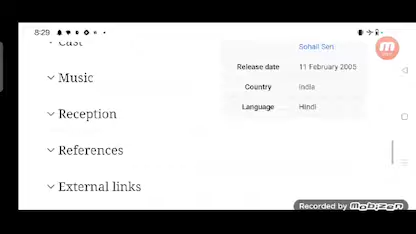 8:29
Cast
Sohail Sen
Release date 11 February 2005
Music
Country India
Language Hindi
Reception
References
External links
Recorded by mobizen